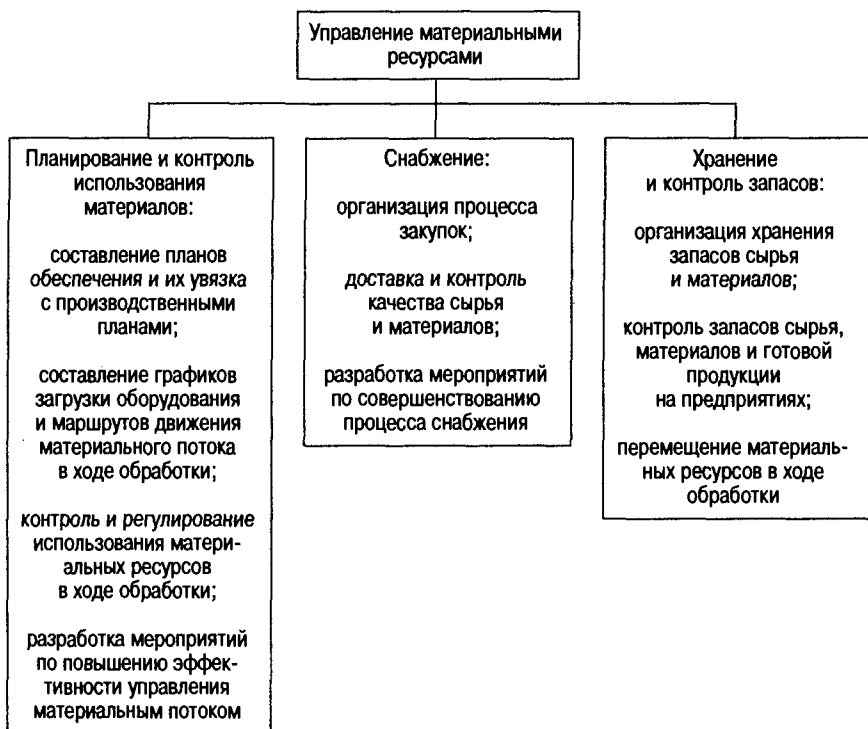 Управление материальными
ресурсами
Планирование и контроль
использования
материалов:
составление планов
обеспечения и их увязка
с производственными
планами;
составление графиков
загрузки оборудования
и маршрутов движения
материального потока
в ходе обработки;
контроль и регулирование
использования матери-
альных ресурсов
в ходе обработки;
разработка мероприятий
по повышению эффек-
тивности управления
материальным потоком
Снабжение:
организация процесса
закупок;
доставка и контроль
качества сырья
и материалов;
разработка мероприятий
по совершенствованию
процесса снабжения
Хранение
и контроль запасов:
организация хранения
запасов сырья
и материалов;
контроль запасов сырья,
материалов и готовой
продукции
на предприятиях;
перемещение материаль-
ных ресурсов в ходе
обработки